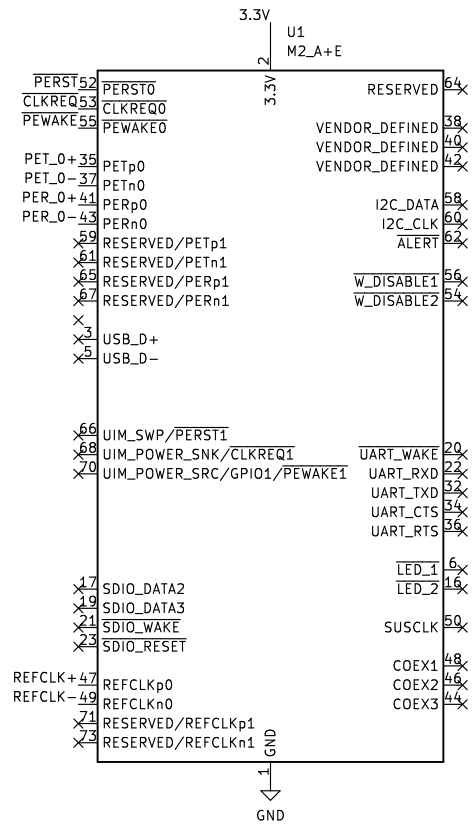 3.3V
U1
M2_A+E
2
3.3V
PERST 52 PERST0
RESERVED 64
CLKREQ 53 CLKREQ0
PEWAKE 55 PEWAKE0
VENDOR_DEFINED 38
VENDOR_DEFINED 40
PET_0+ 35 PETp0
VENDOR_DEFINED 42
PET_0- 37 PETn0
PER_0+ 41 PERp0
I2C_DATA 58
PER_0- 43 PERn0
I2C_CLK 60
59 RESERVED/PETp1
ALERT 62
61 RESERVED/PETn1
65 RESERVED/PERp1
W_DISABLE1 56
67 RESERVED/PERn1
W_DISABLE2 54
3 USB_D+
5 USB_D-
66 UIM_SWP/PERST1
68 UIM_POWER_SNK/CLKREQ1
UART_WAKE 20
70 UIM_POWER_SRC/GPIO1/PEWAKE1
UART_RXD 22
UART_TXD 32
UART_CTS 34
UART_RTS 36
LED_1 6
17 SDIO_DATA2
LED_2 16
19 SDIO_DATA3
21 SDIO_WAKE
SUSCLK 50
23 SDIO_RESET
COEX1 48
REFCLK+ 47 REFCLKp0
COEX2 46
REFCLK- 49 REFCLKn0
COEX3 44
71 RESERVED/REFCLKp1
73 RESERVED/REFCLKn1
GND
1
GND